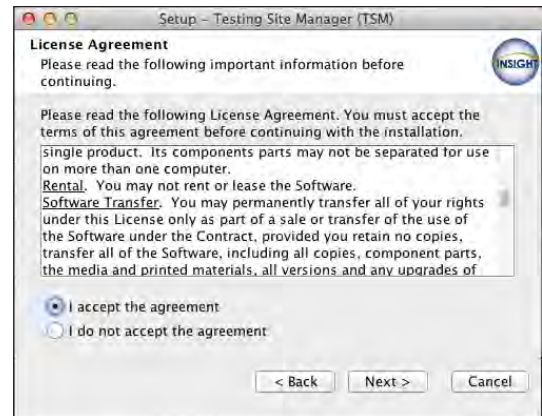 Setup – Testing Site Manager (TSM)
License Agreement
Please read the following important information before
continuing.
INSIGHT
Please read the following License Agreement. You must accept the
terms of this agreement before continuing with the installation.
single product. Its components parts may not be separated for use
on more than one computer.
Rental. You may not rent or lease the Software.
Software Transfer. You may permanently transfer all of your rights
under this License only as part of a sale or transfer of the use of
the Software under the Contract, provided you retain no copies,
transfer all of the Software, including all copies, component parts,
the media and printed materials, all versions and any upgrades of
I accept the agreement
I do not accept the agreement
< Back
Next >
Cancel